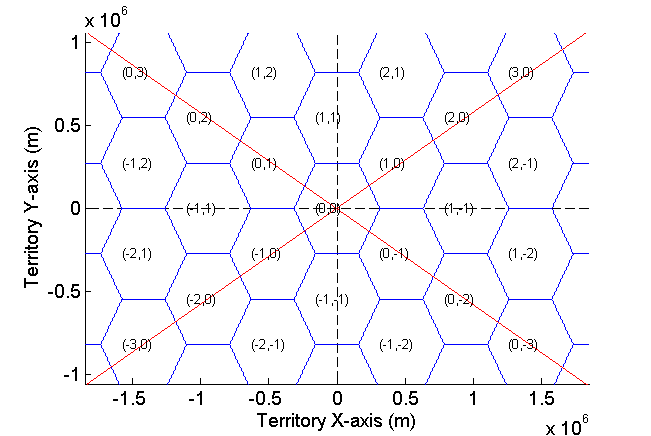 x 10^6
1
(0,3) (1,2) (2,1) (3,0)
(0,2) (1,1) (2,0)
0.5
(-1,2) (0,1) (1,0) (2,-1)
0 (-1,1) (0,0) (1,-1)
(-2,1) (-1,0) (0,-1) (1,-2)
-0.5
(-2,0) (-1,-1) (0,-2)
(-3,0) (-2,-1) (-1,-2) (0,-3)
-1
Territory Y-axis (m)
-1.5 -1 -0.5 0 0.5 1 1.5
Territory X-axis (m)
x 10^6